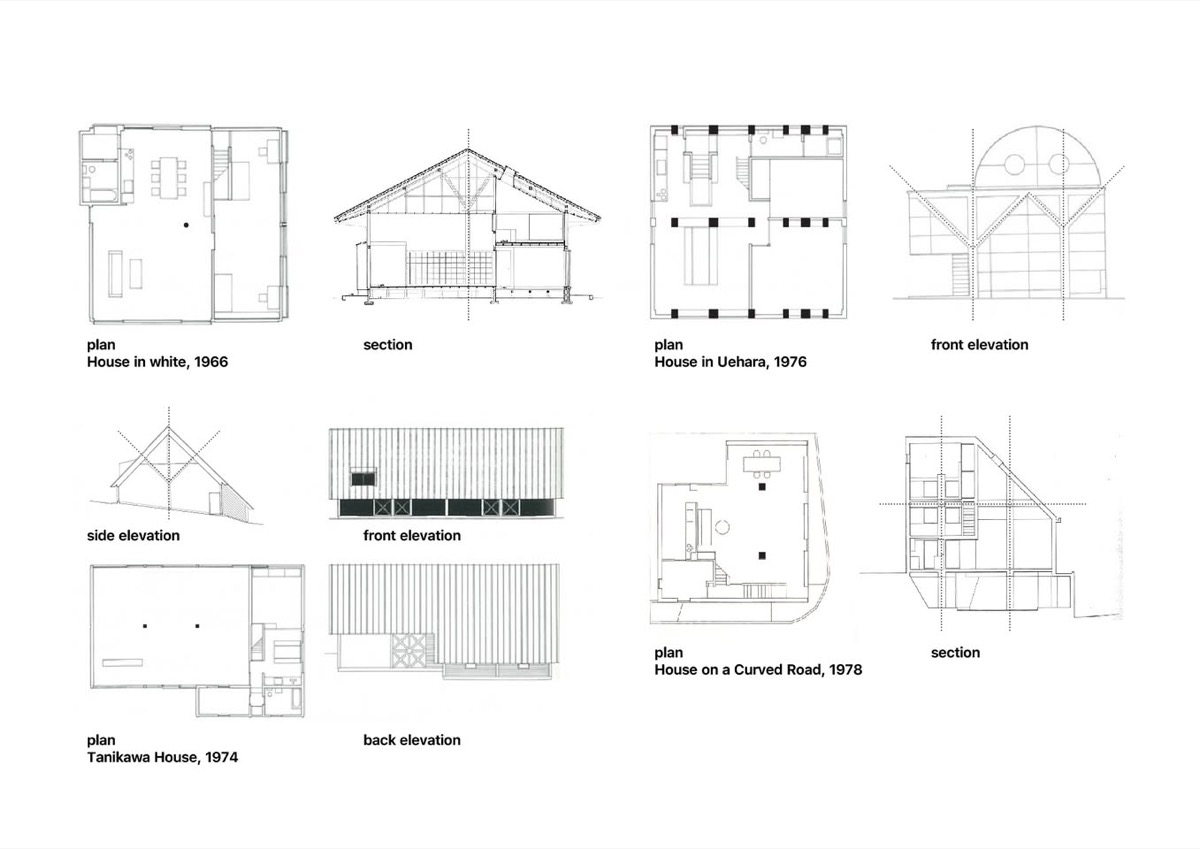 plan
House in white, 1966
section
plan
House in Uehara, 1976
front elevation
side elevation
front elevation
plan
Tanikawa House, 1974
back elevation
plan
House on a Curved Road, 1978
section